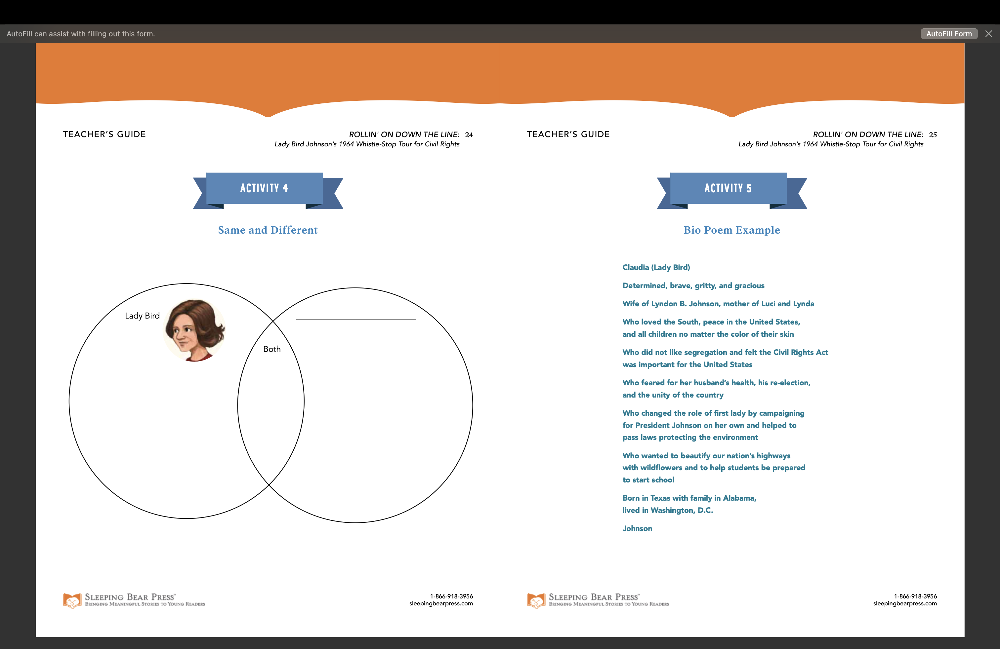 AutoFill can assist with filling out this form.
AutoFill Form
TEACHER’S GUIDE
ROLLIN' ON DOWN THE LINE: 24
Lady Bird Johnson’s 1964 Whistle-Stop Tour for Civil Rights
ACTIVITY 4
Same and Different
Lady Bird
Both
SLEEPING BEAR PRESS™
BRINGING MEANINGFUL STORIES TO YOUNG READERS
1-866-918-3956
sleepingbearpress.com
TEACHER’S GUIDE
ROLLIN' ON DOWN THE LINE: 25
Lady Bird Johnson’s 1964 Whistle-Stop Tour for Civil Rights
ACTIVITY 5
Bio Poem Example
Claudia (Lady Bird)
Determined, brave, gritty, and gracious
Wife of Lyndon B. Johnson, mother of Luci and Lynda
Who loved the South, peace in the United States,
and all children no matter the color of their skin
Who did not like segregation and felt the Civil Rights Act
was important for the United States
Who feared for her husband’s health, his re-election,
and the unity of the country
Who changed the role of first lady by campaigning
for President Johnson on her own and helped to
pass laws protecting the environment
Who wanted to beautify our nation’s highways
with wildflowers and to help students be prepared
to start school
Born in Texas with family in Alabama,
lived in Washington, D.C.
Johnson
SLEEPING BEAR PRESS™
BRINGING MEANINGFUL STORIES TO YOUNG READERS
1-866-918-3956
sleepingbearpress.com